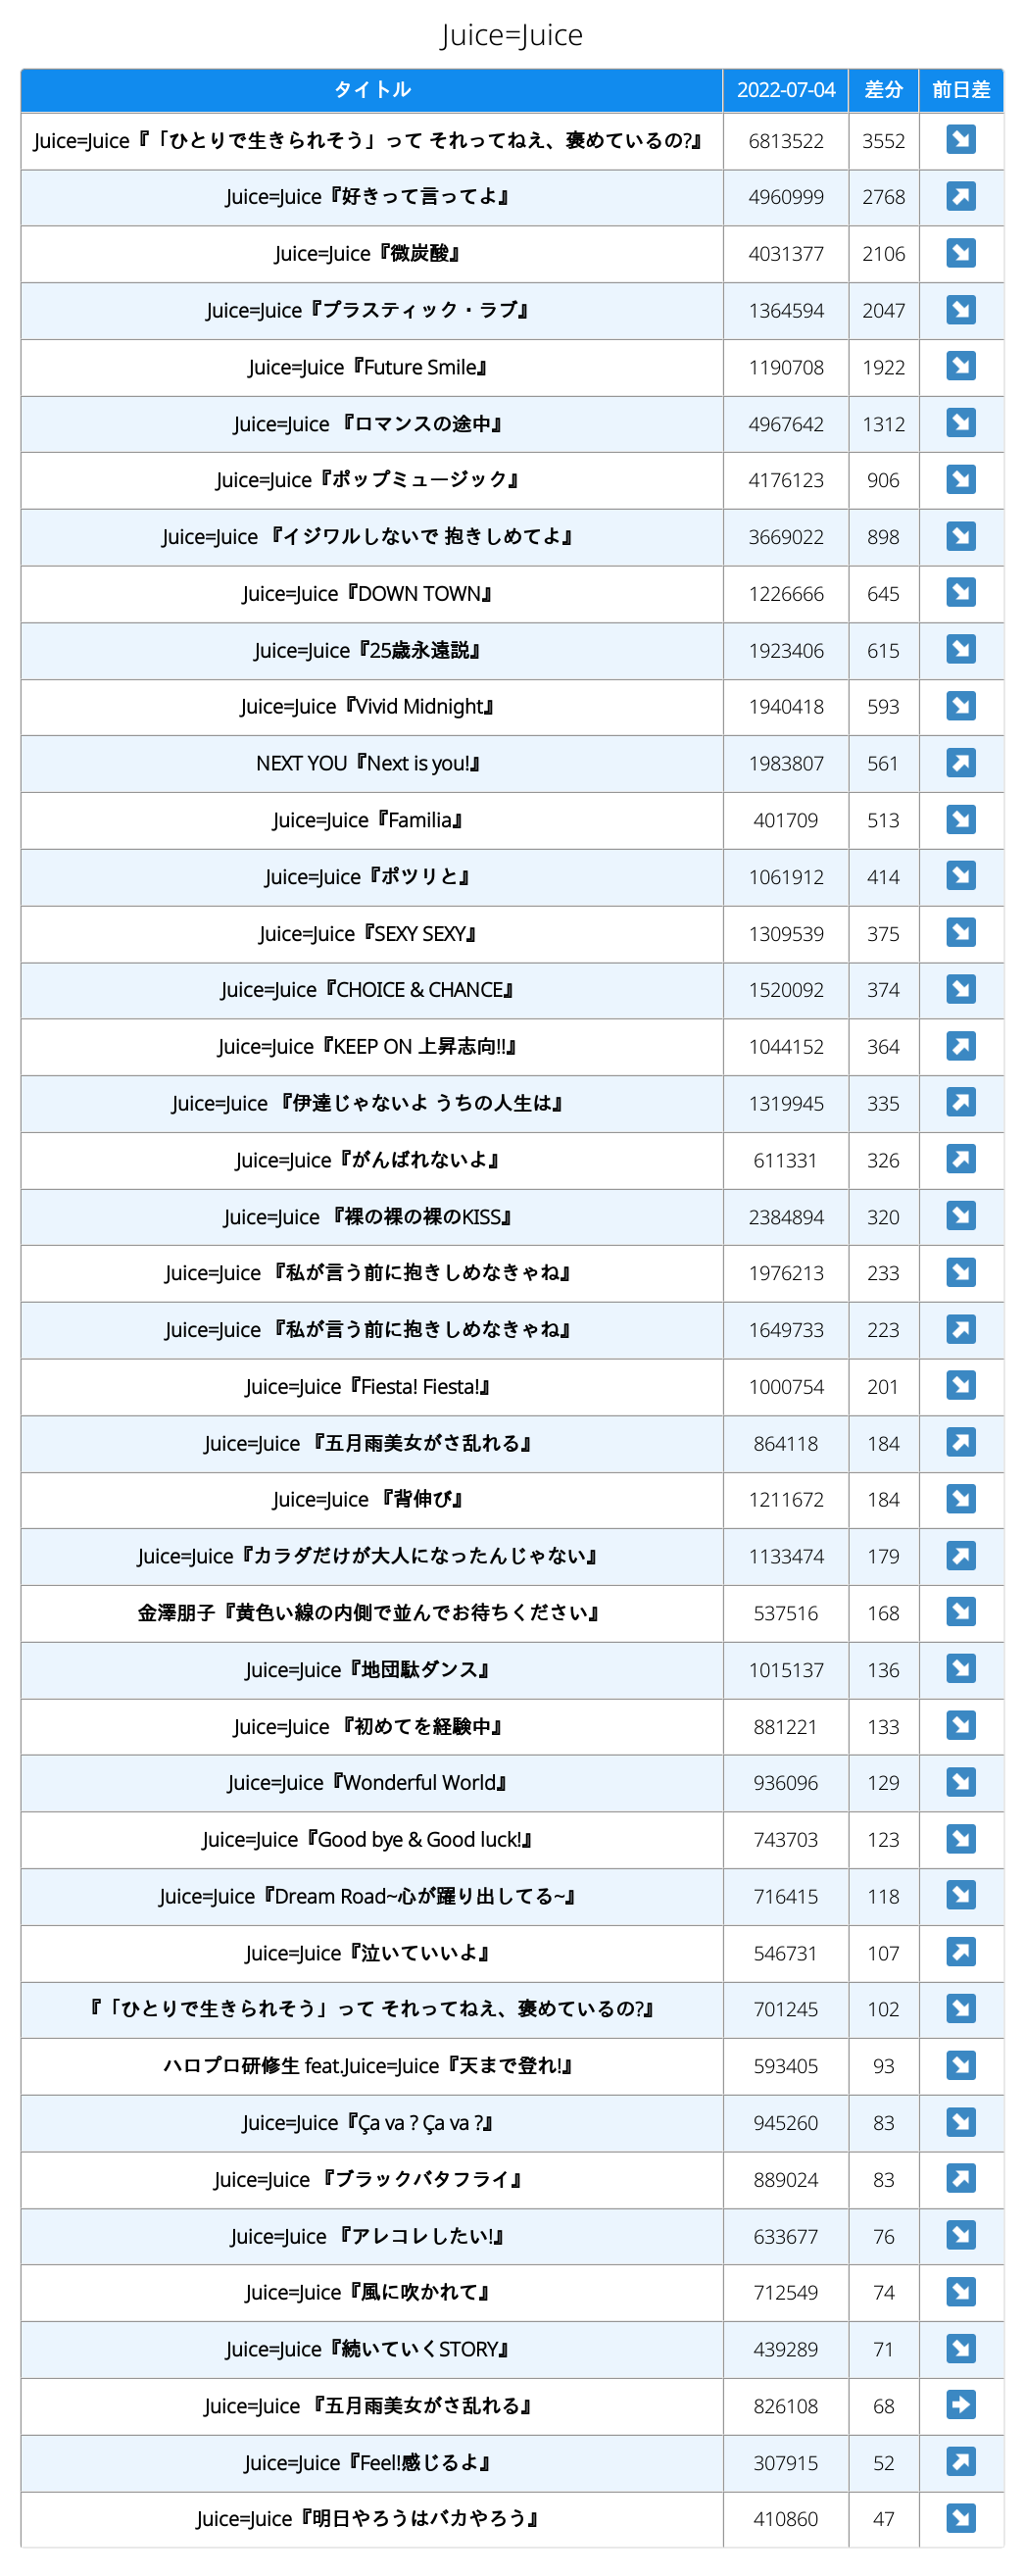 Juice=Juice
タイトル 2022-07-04 差分 前日差
Juice=Juice『「ひとりで生きられそう」って それってねえ、褒めているの?』 6813522 3552 ↘
Juice=Juice『好きって言ってよ』 4960999 2768 ↗
Juice=Juice『微炭酸』 4031377 2106 ↘
Juice=Juice『プラスティック・ラブ』 1364594 2047 ↘
Juice=Juice『Future Smile』 1190708 1922 ↘
Juice=Juice 『ロマンスの途中』 4967642 1312 ↘
Juice=Juice『ポップミュージック』 4176123 906 ↘
Juice=Juice 『イジワルしないで 抱きしめてよ』 3669022 898 ↘
Juice=Juice『DOWN TOWN』 1226666 645 ↘
Juice=Juice『25歳永遠説』 1923406 615 ↘
Juice=Juice『Vivid Midnight』 1940418 593 ↘
NEXT YOU『Next is you!』 1983807 561 ↗
Juice=Juice『Familia』 401709 513 ↘
Juice=Juice『ポツリと』 1061912 414 ↘
Juice=Juice『SEXY SEXY』 1309539 375 ↘
Juice=Juice『CHOICE & CHANCE』 1520092 374 ↘
Juice=Juice『KEEP ON 上昇志向!!』 1044152 364 ↗
Juice=Juice 『伊達じゃないよ うちの人生は』 1319945 335 ↗
Juice=Juice『がんばれないよ』 611331 326 ↗
Juice=Juice 『裸の裸の裸のKISS』 2384894 320 ↘
Juice=Juice 『私が言う前に抱きしめなきゃね』 1976213 233 ↘
Juice=Juice 『私が言う前に抱きしめなきゃね』 1649733 223 ↗
Juice=Juice『Fiesta! Fiesta!』 1000754 201 ↘
Juice=Juice 『五月雨美女がさ乱れる』 864118 184 ↗
Juice=Juice 『背伸び』 1211672 184 ↘
Juice=Juice『カラダだけが大人になったんじゃない』 1133474 179 ↗
金澤朋子『黄色い線の内側で並んでお待ちください』 537516 168 ↘
Juice=Juice『地団駄ダンス』 1015137 136 ↘
Juice=Juice 『初めてを経験中』 881221 133 ↘
Juice=Juice『Wonderful World』 936096 129 ↘
Juice=Juice『Good bye & Good luck!』 743703 123 ↘
Juice=Juice『Dream Road~心が躍り出してる~』 716415 118 ↘
Juice=Juice『泣いていいよ』 546731 107 ↗
『「ひとりで生きられそう」って それってねえ、褒めているの?』 701245 102 ↘
ハロプロ研修生 feat.Juice=Juice『天まで登れ!』 593405 93 ↘
Juice=Juice『Ça va ? Ça va ?』 945260 83 ↘
Juice=Juice 『ブラックバタフライ』 889024 83 ↗
Juice=Juice 『アレコレしたい!』 633677 76 ↘
Juice=Juice『風に吹かれて』 712549 74 ↘
Juice=Juice『続いていくSTORY』 439289 71 ↘
Juice=Juice 『五月雨美女がさ乱れる』 826108 68 ➡
Juice=Juice『Feel!感じるよ』 307915 52 ↗
Juice=Juice『明日やろうはバカやろう』 410860 47 ↘